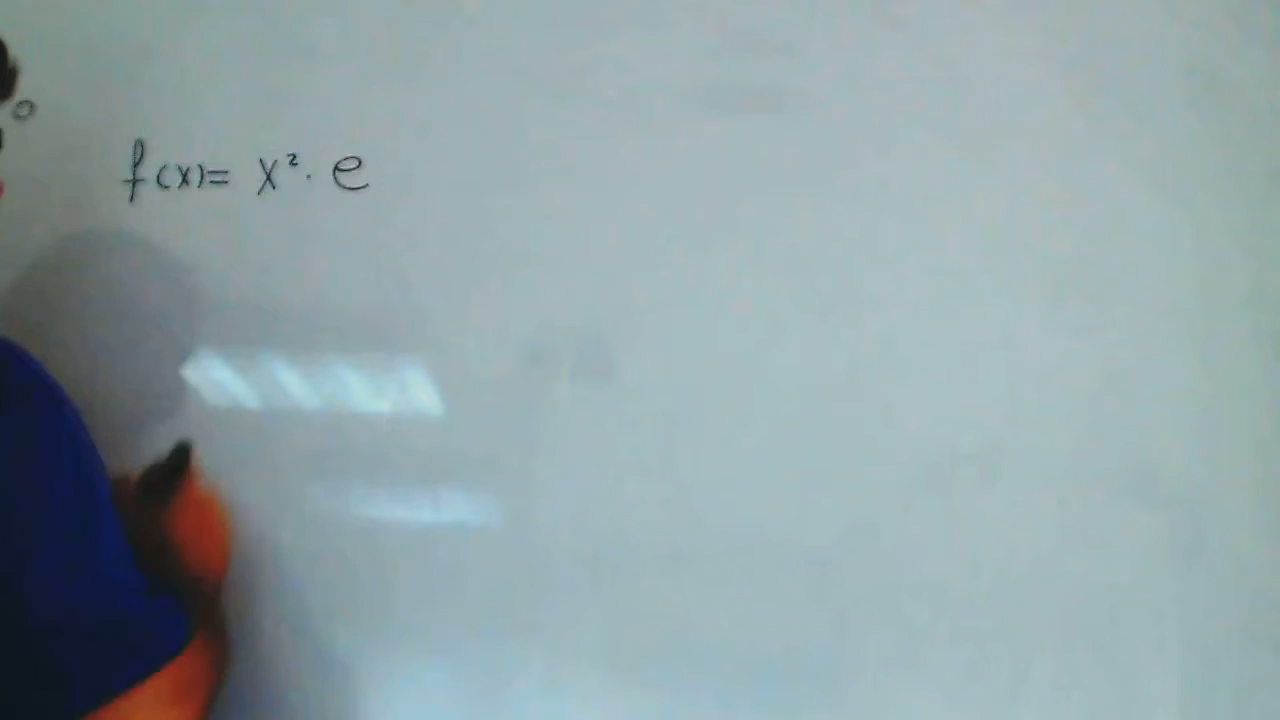 f(x)= x². e